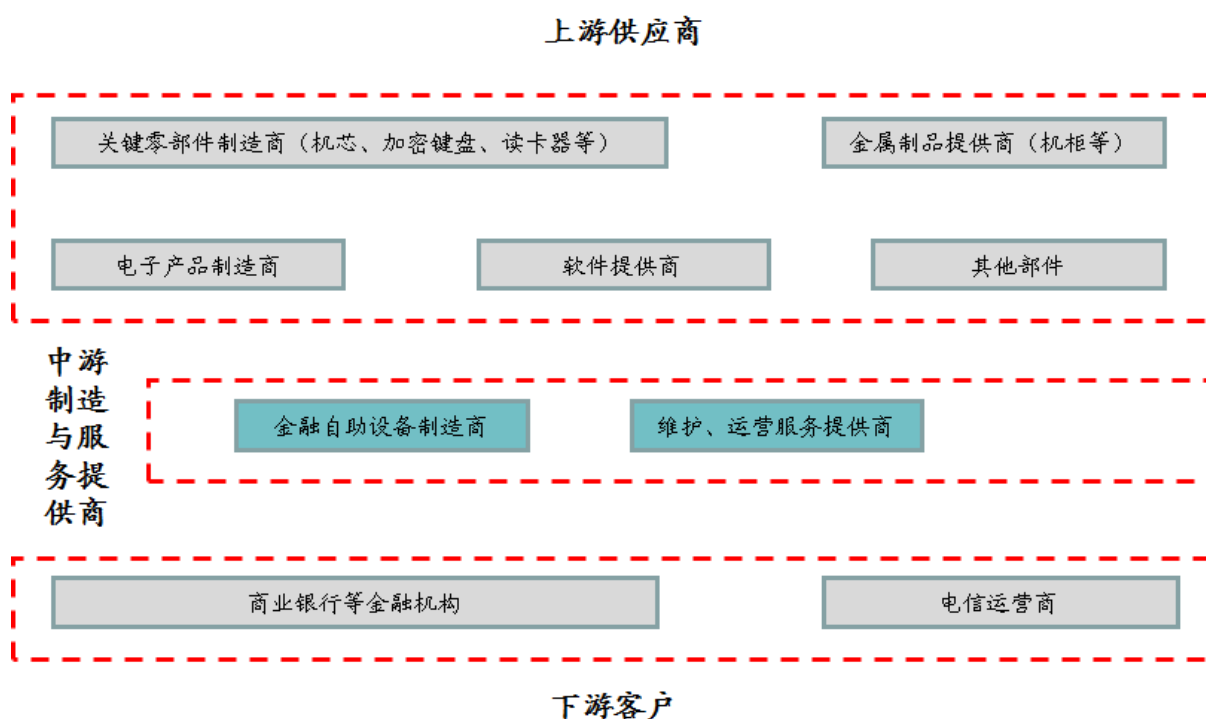 上游供应商
关键零部件制造商（机芯、加密键盘、读卡器等）
金属制品提供商（机柜等）
电子产品制造商
软件提供商
其他部件
中游
制造
与服
务提
供商
金融自助设备制造商
维护、运营服务提供商
商业银行等金融机构
电信运营商
下游客户